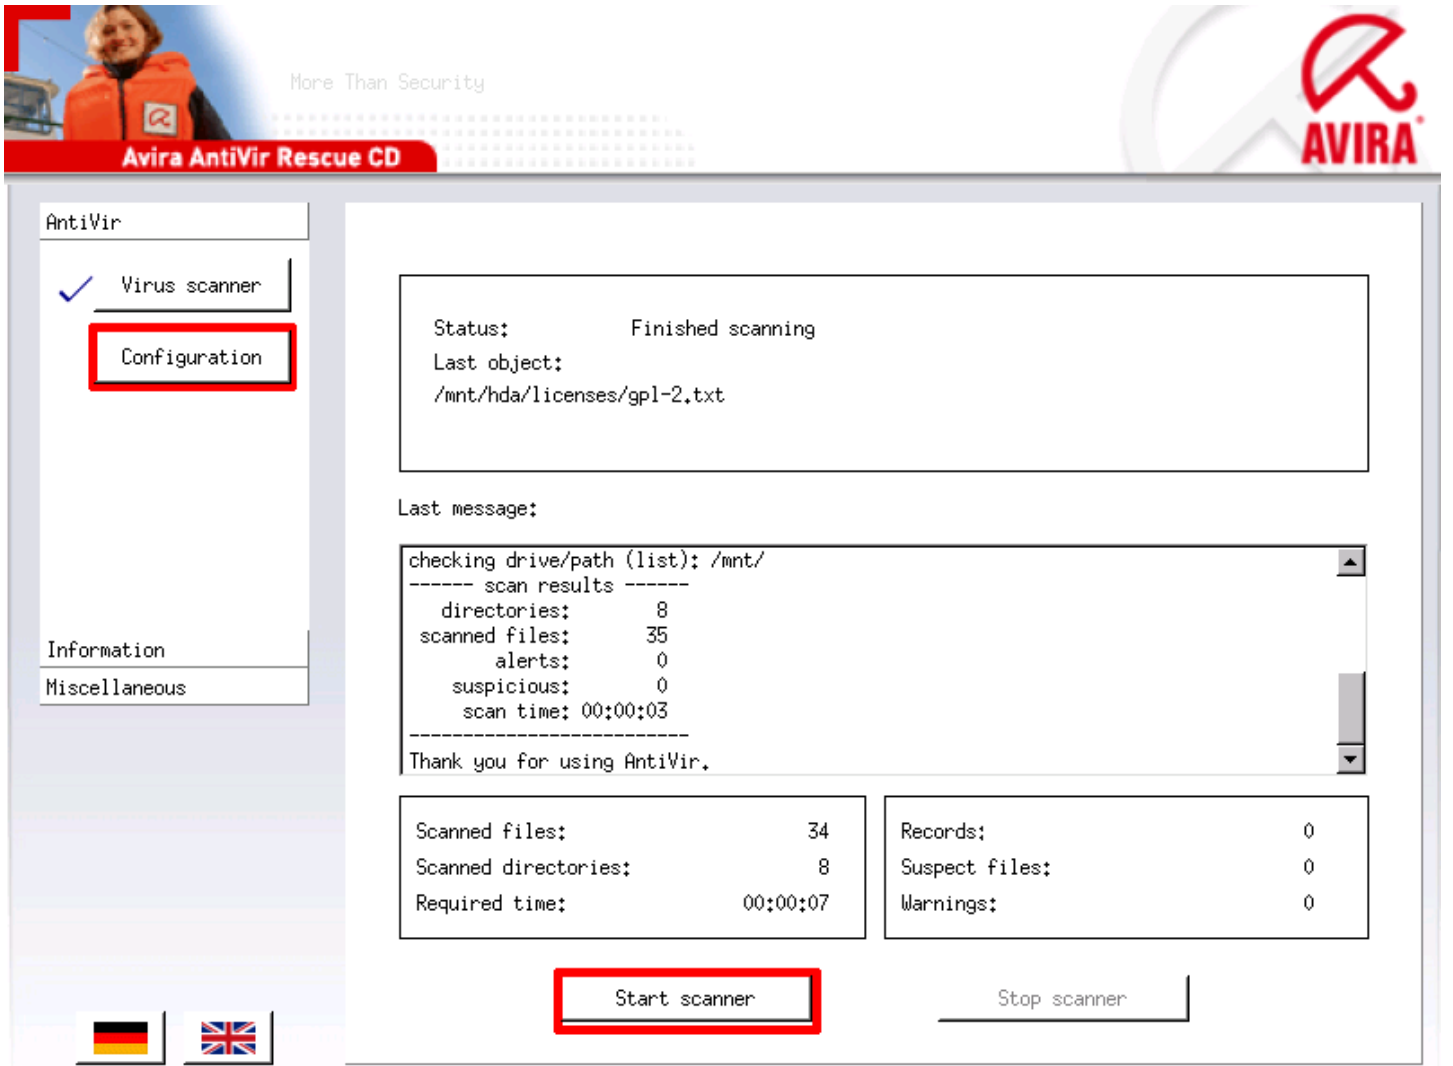 More Than Security
Avira AntiVir Rescue CD
AVIRA
AntiVir
Virus scanner
Configuration
Information
Miscellaneous
Status: Finished scanning
Last object:
/mnt/hda/licenses/gpl-2.txt
Last message:
checking drive/path (list): /mnt/
------ scan results ------
directories: 8
scanned files: 35
alerts: 0
suspicious: 0
scan time: 00:00:03
--------------------------
Thank you for using AntiVir.
Scanned files: 34
Scanned directories: 8
Required time: 00:00:07
Records: 0
Suspect files: 0
Warnings: 0
Start scanner
Stop scanner